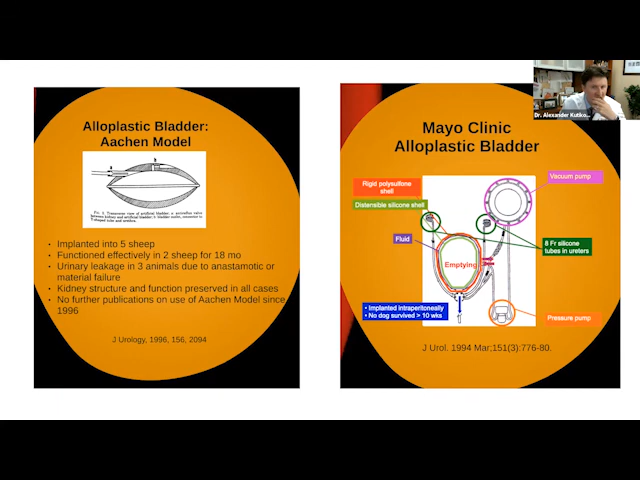 Alloplastic Bladder:
Aachen Model
• Implanted into 5 sheep
• Functioned effectively in 2 sheep for 18 mo
• Urinary leakage in 3 animals due to anastamotic or
material failure
• Kidney structure and function preserved in all cases
• No further publications on use of Aachen Model since
1996
J Urology, 1996, 156, 2094
Mayo Clinic
Alloplastic Bladder
Rigid polysulfone
shell
Distensible silicone shell
Fluid
Emptying
Vacuum pump
8 Fr silicone
tubes in ureters
Pressure pump
• Implanted intraperitoneally
• No dog survived > 10 wks
J Urol. 1994 Mar;151(3):776-80.
Dr. Alexander Kutiko...